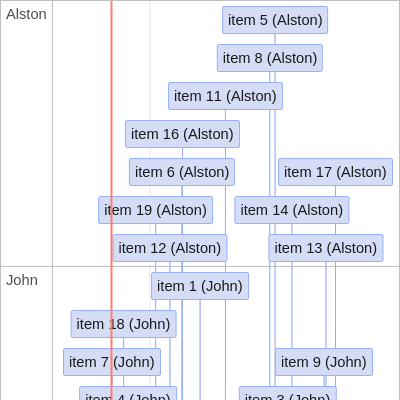 Alston
item 5 (Alston)
item 8 (Alston)
item 11 (Alston)
item 16 (Alston)
item 6 (Alston)
item 17 (Alston)
item 19 (Alston)
item 14 (Alston)
item 12 (Alston)
item 13 (Alston)
John
item 1 (John)
item 18 (John)
item 7 (John)
item 9 (John)
item 4 (John)
item 3 (John)